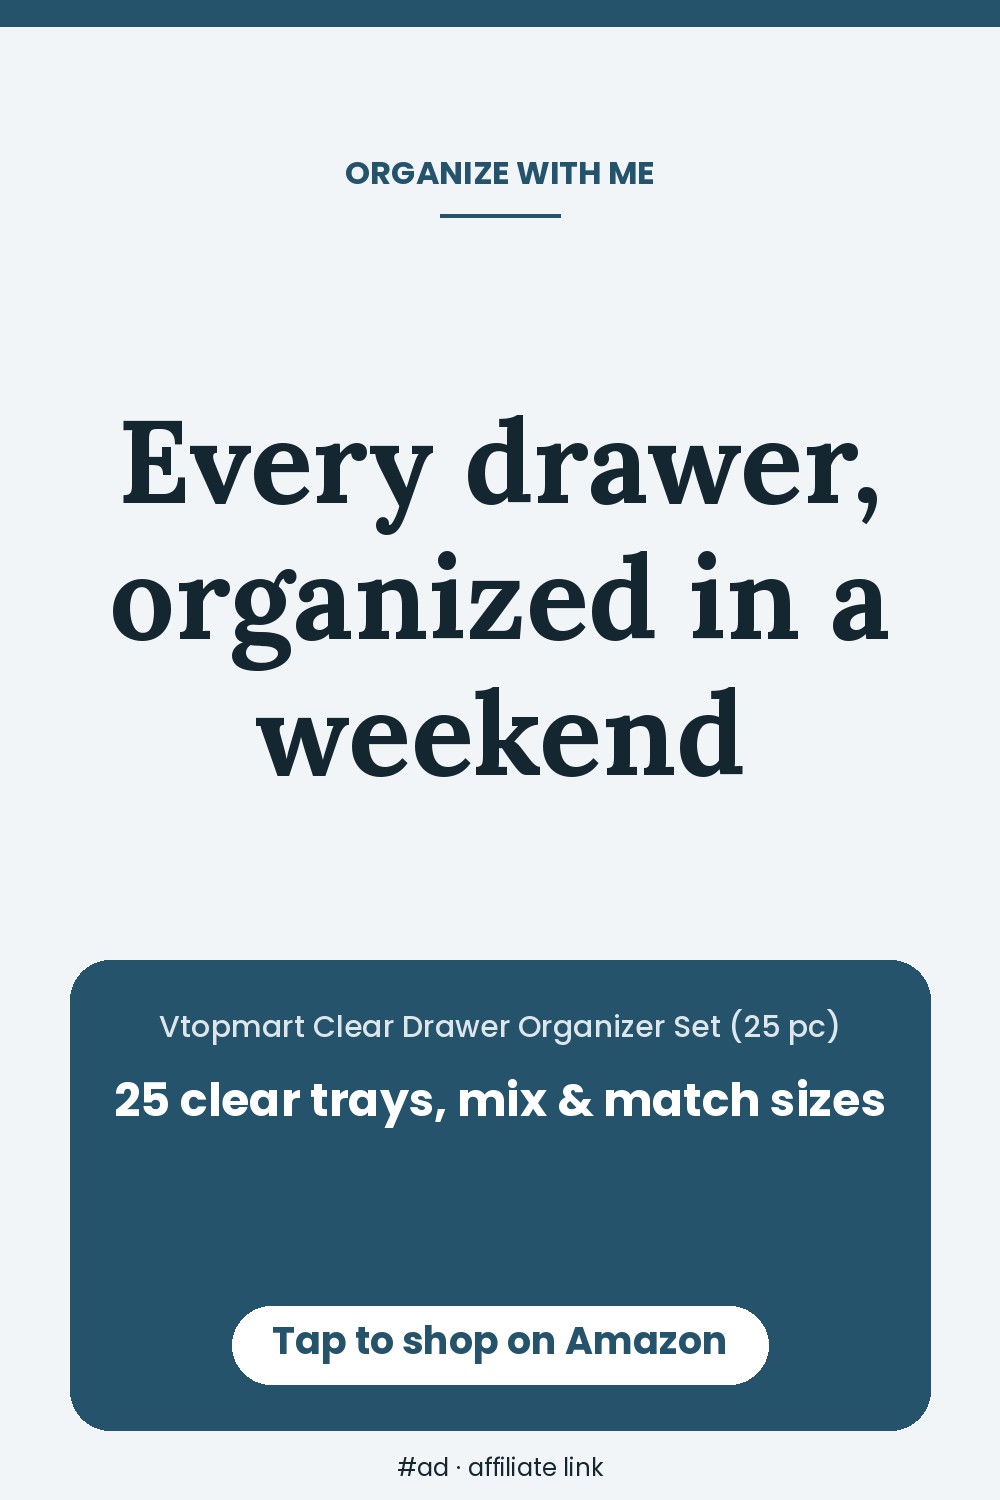 ORGANIZE WITH ME
Every drawer,
organized in a
weekend
Vtopmart Clear Drawer Organizer Set (25 pc)
25 clear trays, mix & match sizes
Tap to shop on Amazon
#ad · affiliate link